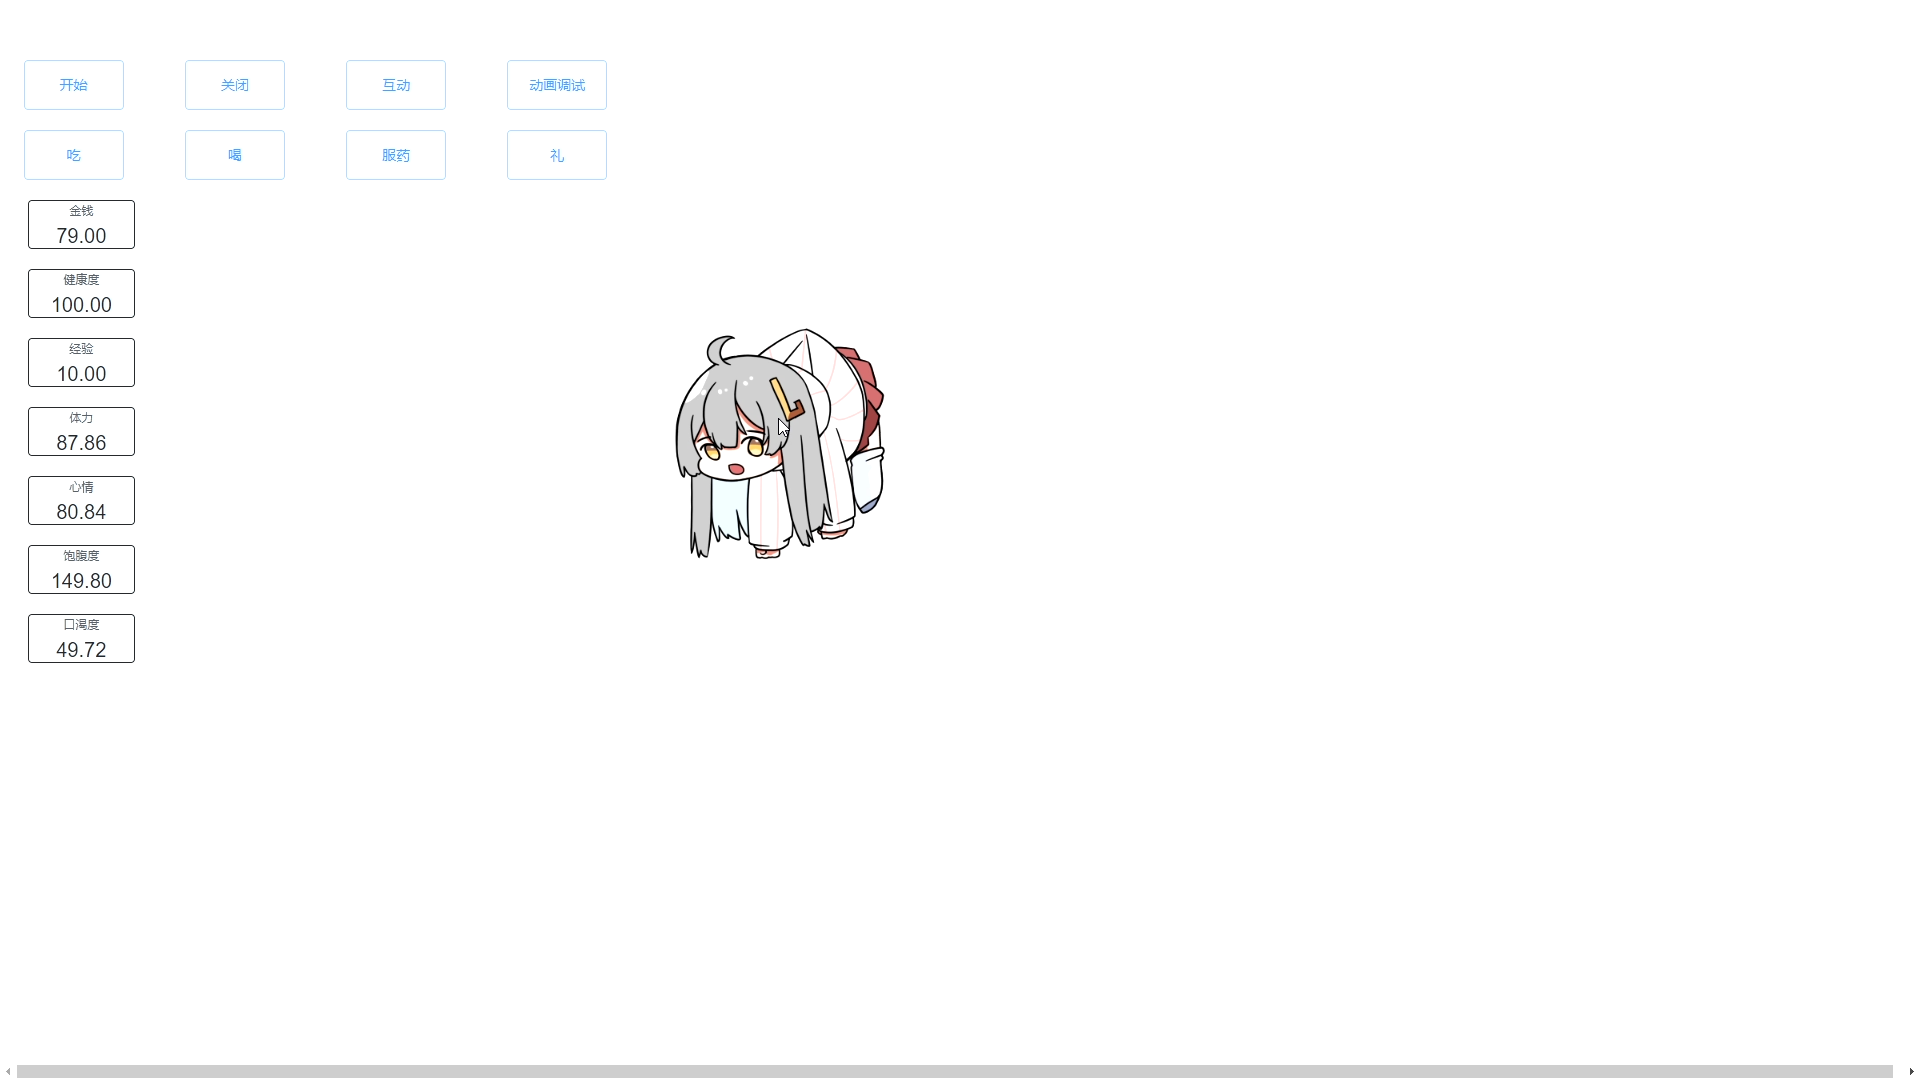 开始
关闭
互动
动画调试
吃
喝
服药
礼
金钱
79.00
健康度
100.00
经验
10.00
体力
87.86
心情
80.84
饱腹度
149.80
口渴度
49.72